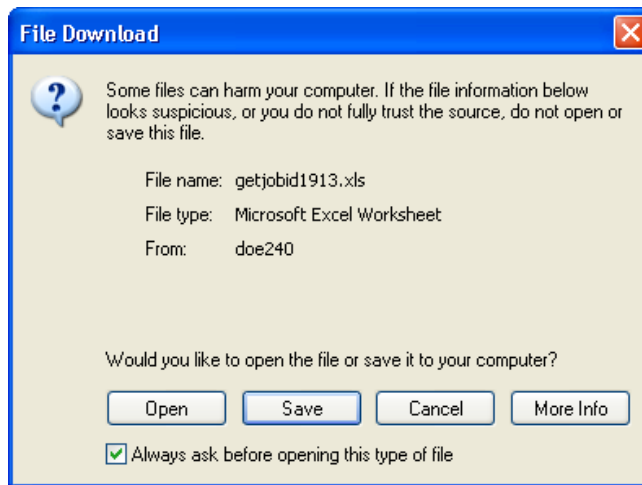 File Download
Some files can harm your computer. If the file information below
looks suspicious, or you do not fully trust the source, do not open or
save this file.
File name: getjobid1913.xls
File type: Microsoft Excel Worksheet
From: doe240
Would you like to open the file or save it to your computer?
Open Save Cancel More Info
Always ask before opening this type of file